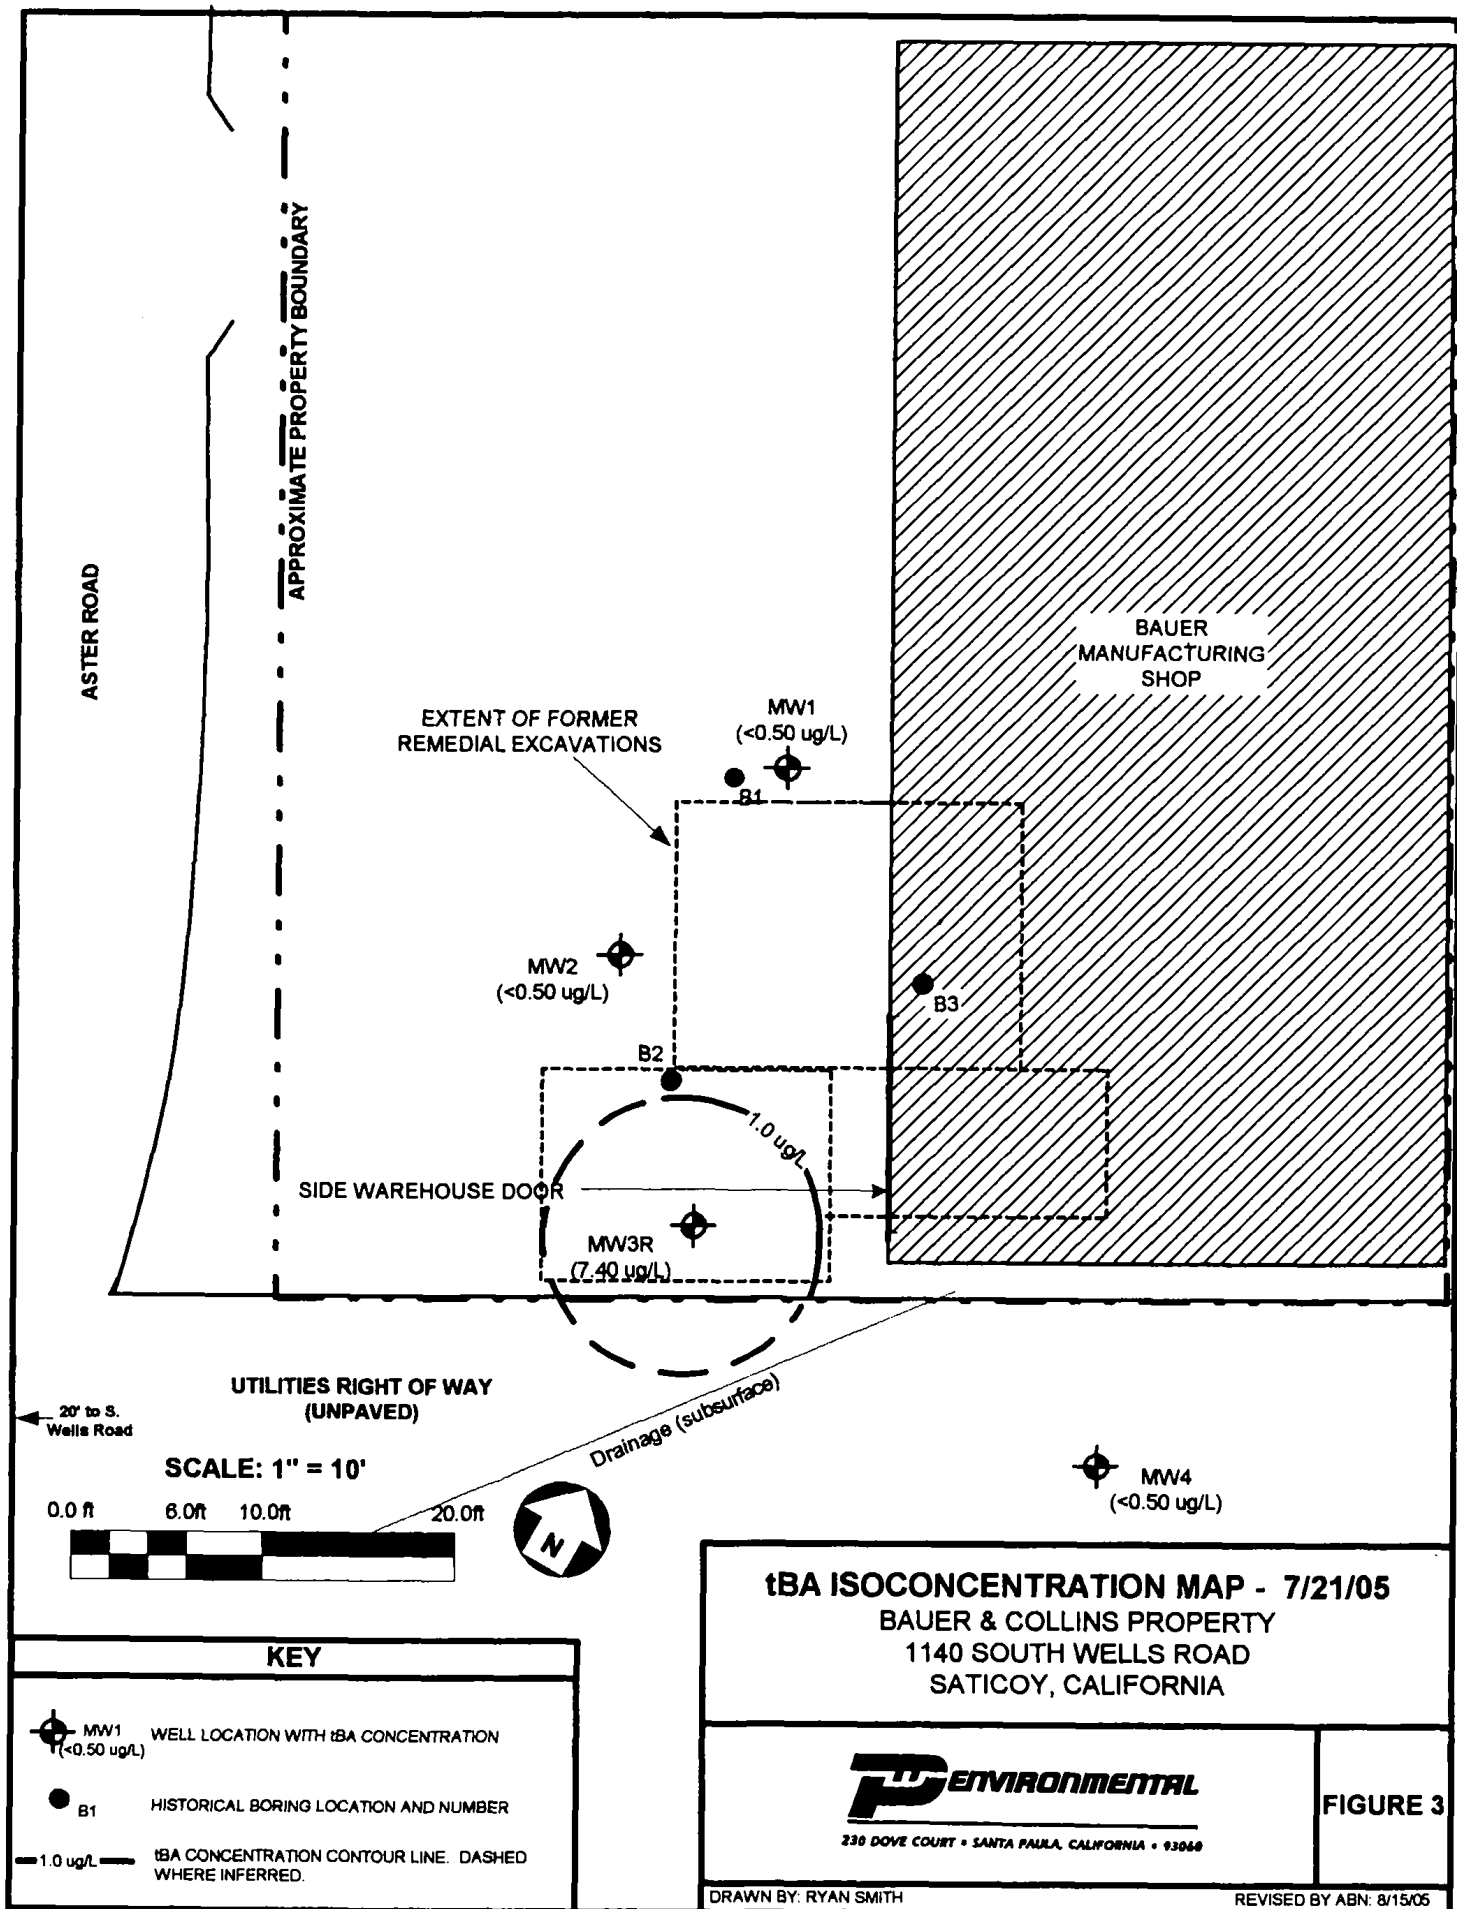 APPROXIMATE PROPERTY BOUNDARY
ASTER ROAD
BAUER
MANUFACTURING
SHOP
EXTENT OF FORMER
REMEDIAL EXCAVATIONS
MW1
(<0.50 ug/L)
B1
MW2
(<0.50 ug/L)
B3
B2
1.0 ug/L
SIDE WAREHOUSE DOOR
MW3R
(7.40 ug/L)
UTILITIES RIGHT OF WAY
(UNPAVED)
20' to S.
Wells Road
Drainage (subsurface)
SCALE: 1" = 10'
0.0 ft 6.0ft 10.0ft 20.0ft
N
MW4
(<0.50 ug/L)
tBA ISOCONCENTRATION MAP - 7/21/05
BAUER & COLLINS PROPERTY
1140 SOUTH WELLS ROAD
SATICOY, CALIFORNIA
KEY
MW1
(<0.50 ug/L)
WELL LOCATION WITH tBA CONCENTRATION
B1
HISTORICAL BORING LOCATION AND NUMBER
1.0 ug/L
tBA CONCENTRATION CONTOUR LINE. DASHED
WHERE INFERRED.
PW ENVIRONMENTAL
230 DOVE COURT • SANTA PAULA, CALIFORNIA • 93060
FIGURE 3
DRAWN BY: RYAN SMITH
REVISED BY ABN: 8/15/05